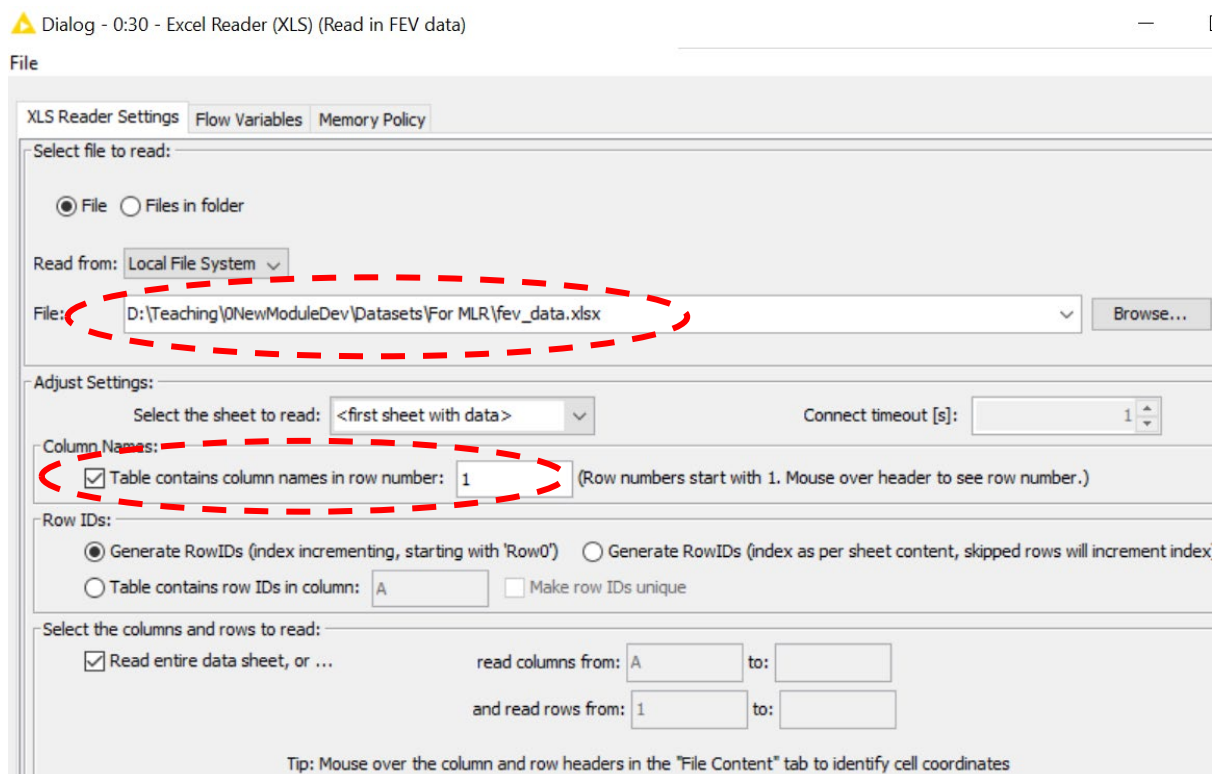 Dialog - 0:30 - Excel Reader (XLS) (Read in FEV data)
File
XLS Reader Settings Flow Variables Memory Policy
Select file to read:
File Files in folder
Read from: Local File System
File: D:\Teaching\0NewModuleDev\Datasets\For MLR\fev_data.xlsx Browse...
Adjust Settings:
Select the sheet to read: <first sheet with data> Connect timeout [s]: 1
Column Names:
Table contains column names in row number: 1 (Row numbers start with 1. Mouse over header to see row number.)
Row IDs:
Generate RowIDs (index incrementing, starting with 'Row0') Generate RowIDs (index as per sheet content, skipped rows will increment index)
Table contains row IDs in column: A Make row IDs unique
Select the columns and rows to read:
Read entire data sheet, or ... read columns from: A to:
and read rows from: 1 to:
Tip: Mouse over the column and row headers in the "File Content" tab to identify cell coordinates